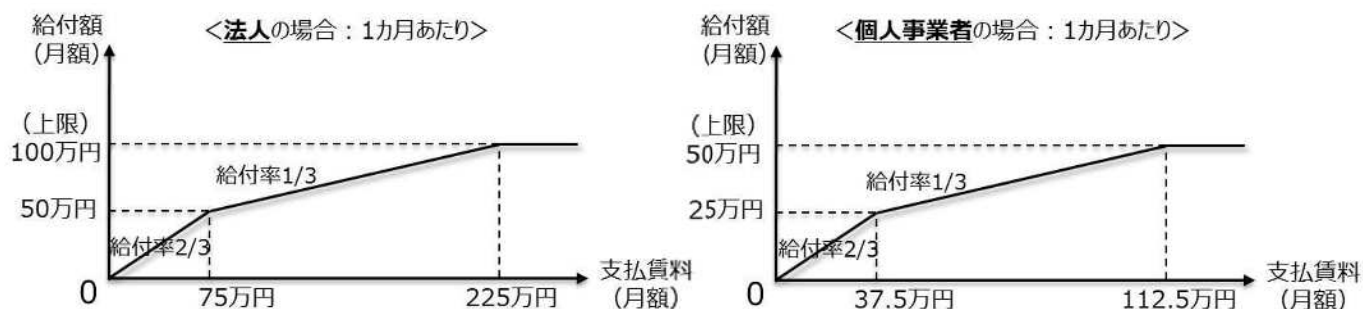 給付額
(月額)
<法人の場合:1カ月あたり>
(上限)
100万円
給付率1/3
50万円
給付率2/3
0
75万円
225万円
支払賃料
(月額)
給付額
(月額)
<個人事業者の場合:1カ月あたり>
(上限)
50万円
給付率1/3
25万円
給付率2/3
0
37.5万円
112.5万円
支払賃料
(月額)